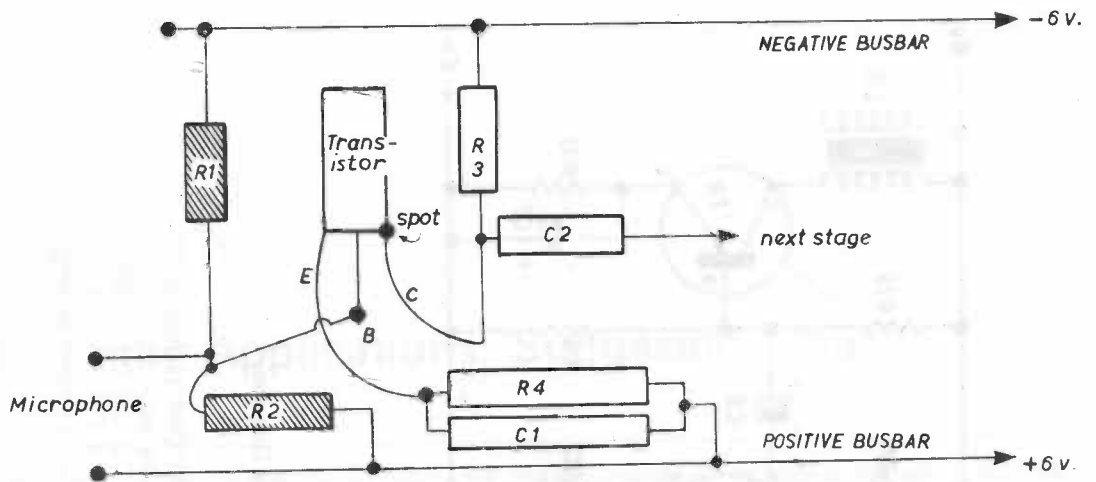 −6 v.
NEGATIVE BUSBAR
R1
Trans-
istor
R
3
spot
C2
next stage
E
C
B
Microphone
R2
R4
C1
POSITIVE BUSBAR
+6 v.